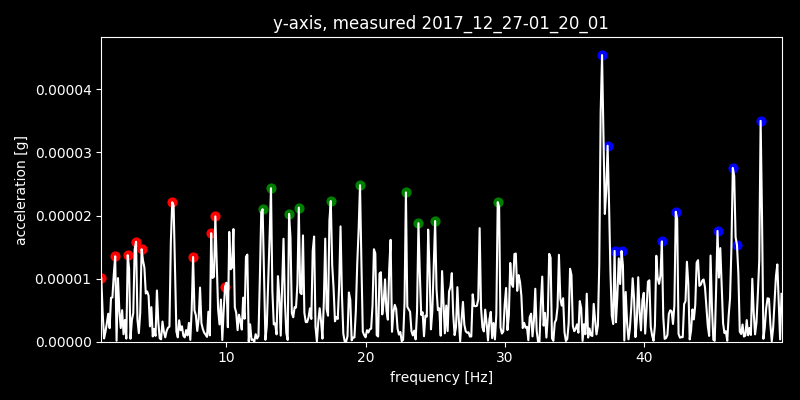 y-axis, measured 2017_12_27-01_20_01
acceleration [g]
0.00004
0.00003
0.00002
0.00001
0.00000
10 20 30 40
frequency [Hz]